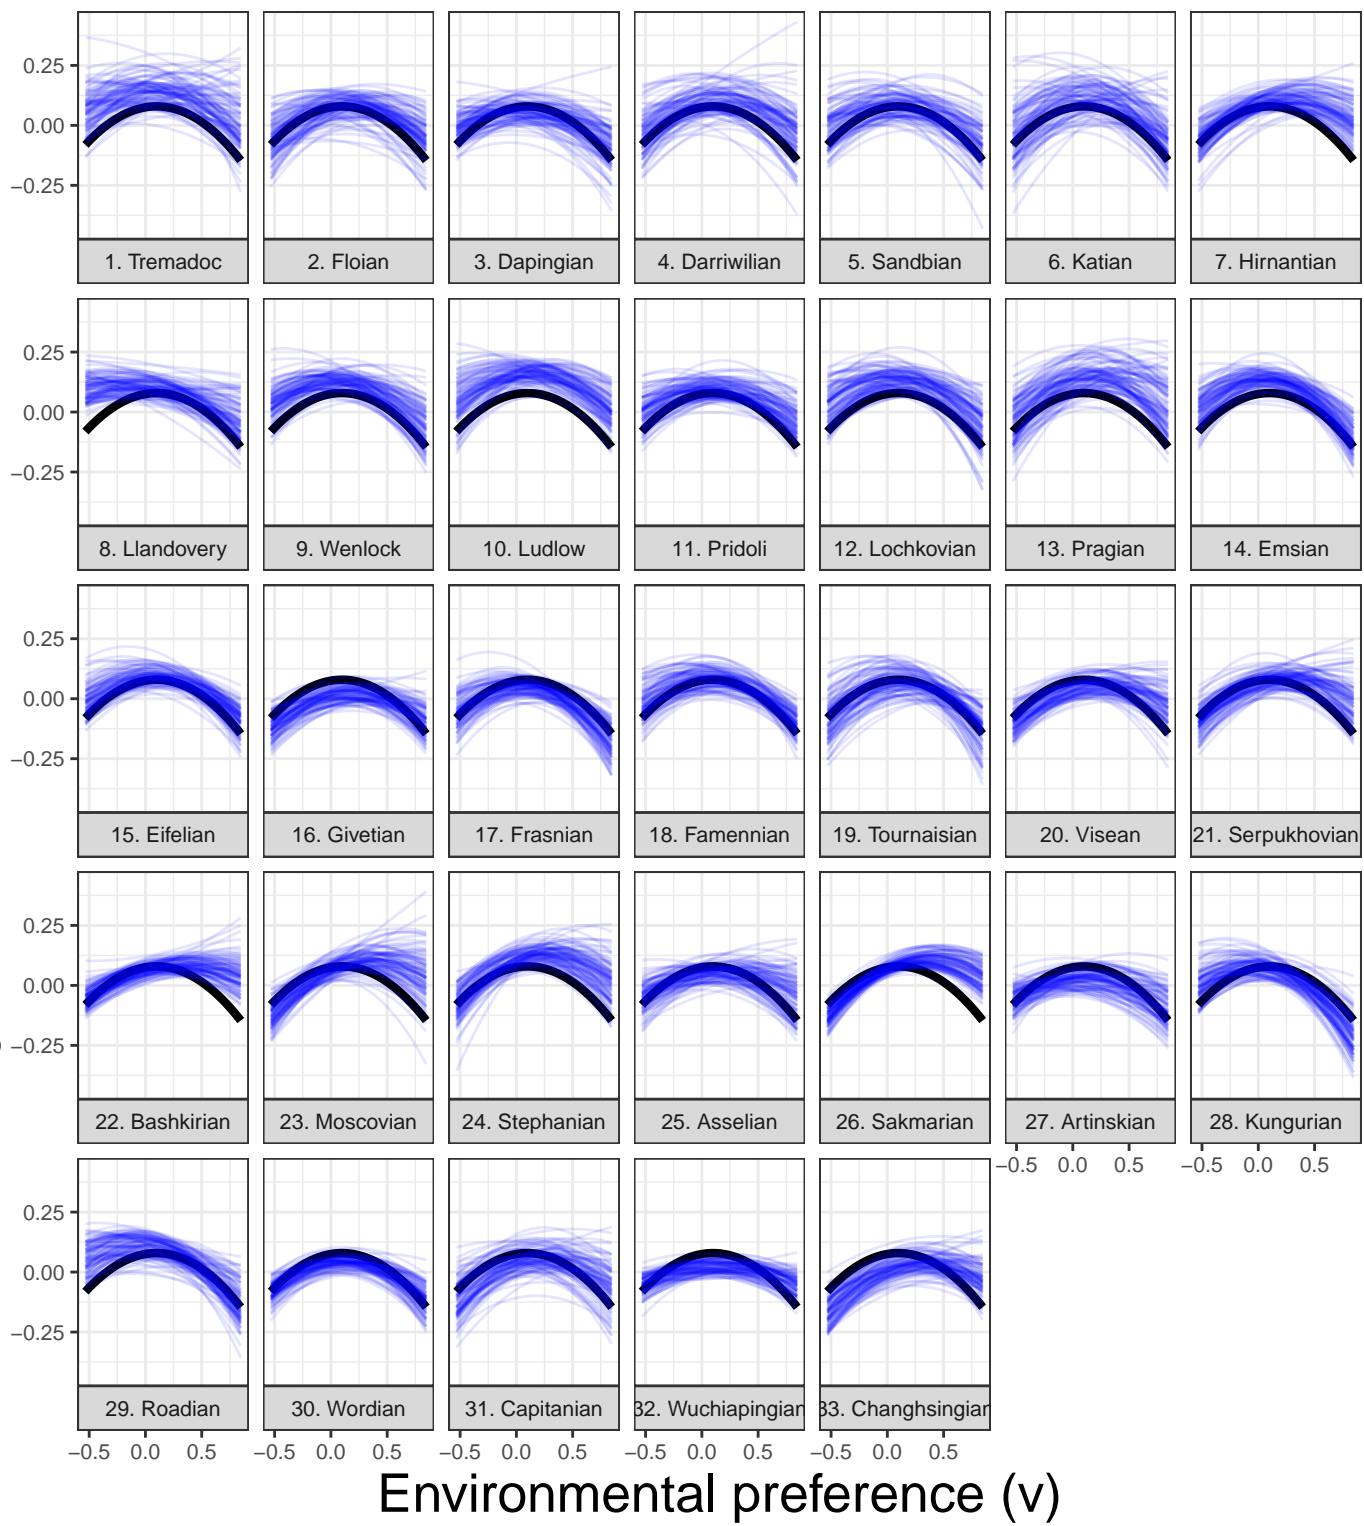 0.25
0.00
−0.25
1. Tremadoc 2. Floian 3. Dapingian 4. Darriwilian 5. Sandbian 6. Katian 7. Hirnantian
0.25
0.00
−0.25
8. Llandovery 9. Wenlock 10. Ludlow 11. Pridoli 12. Lochkovian 13. Pragian 14. Emsian
0.25
0.00
−0.25
15. Eifelian 16. Givetian 17. Frasnian 18. Famennian 19. Tournaisian 20. Visean 21. Serpukhovian
0.25
0.00
−0.25
22. Bashkirian 23. Moscovian 24. Stephanian 25. Asselian 26. Sakmarian 27. Artinskian 28. Kungurian
−0.5 0.0 0.5 −0.5 0.0 0.5
0.25
0.00
−0.25
29. Roadian 30. Wordian 31. Capitanian 32. Wuchiapingian 33. Changhsingian
−0.5 0.0 0.5 −0.5 0.0 0.5 −0.5 0.0 0.5 −0.5 0.0 0.5 −0.5 0.0 0.5
Environmental preference (v)